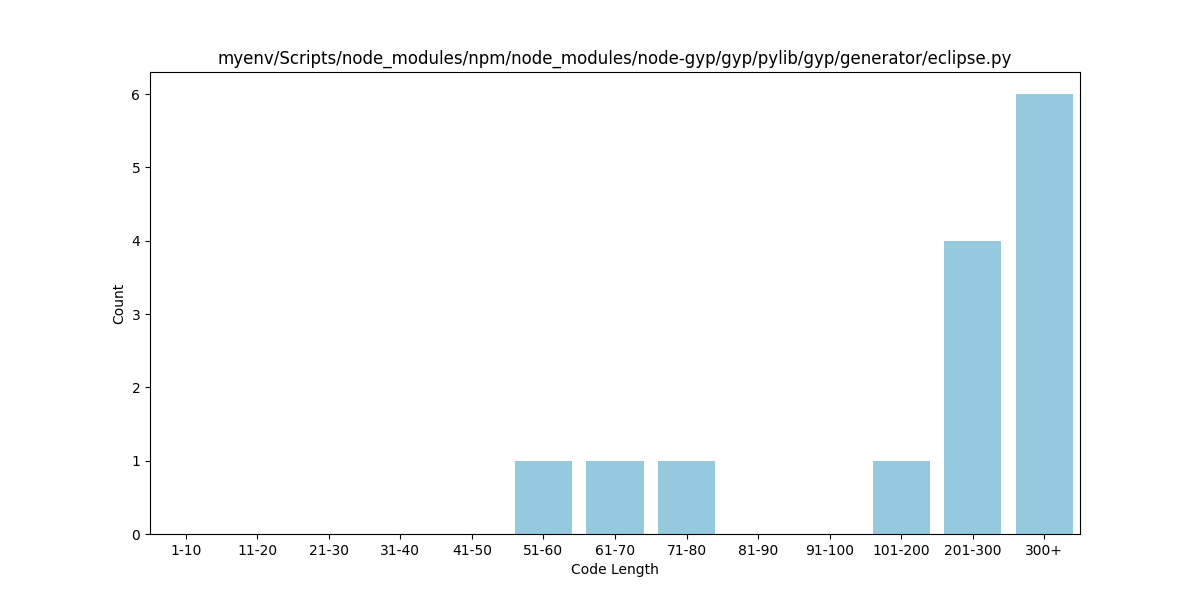 myenv/Scripts/node_modules/npm/node_modules/node-gyp/gyp/pylib/gyp/generator/eclipse.py
6
5
4
3
2
1
0
Count
1-10 11-20 21-30 31-40 41-50 51-60 61-70 71-80 81-90 91-100 101-200 201-300 300+
Code Length